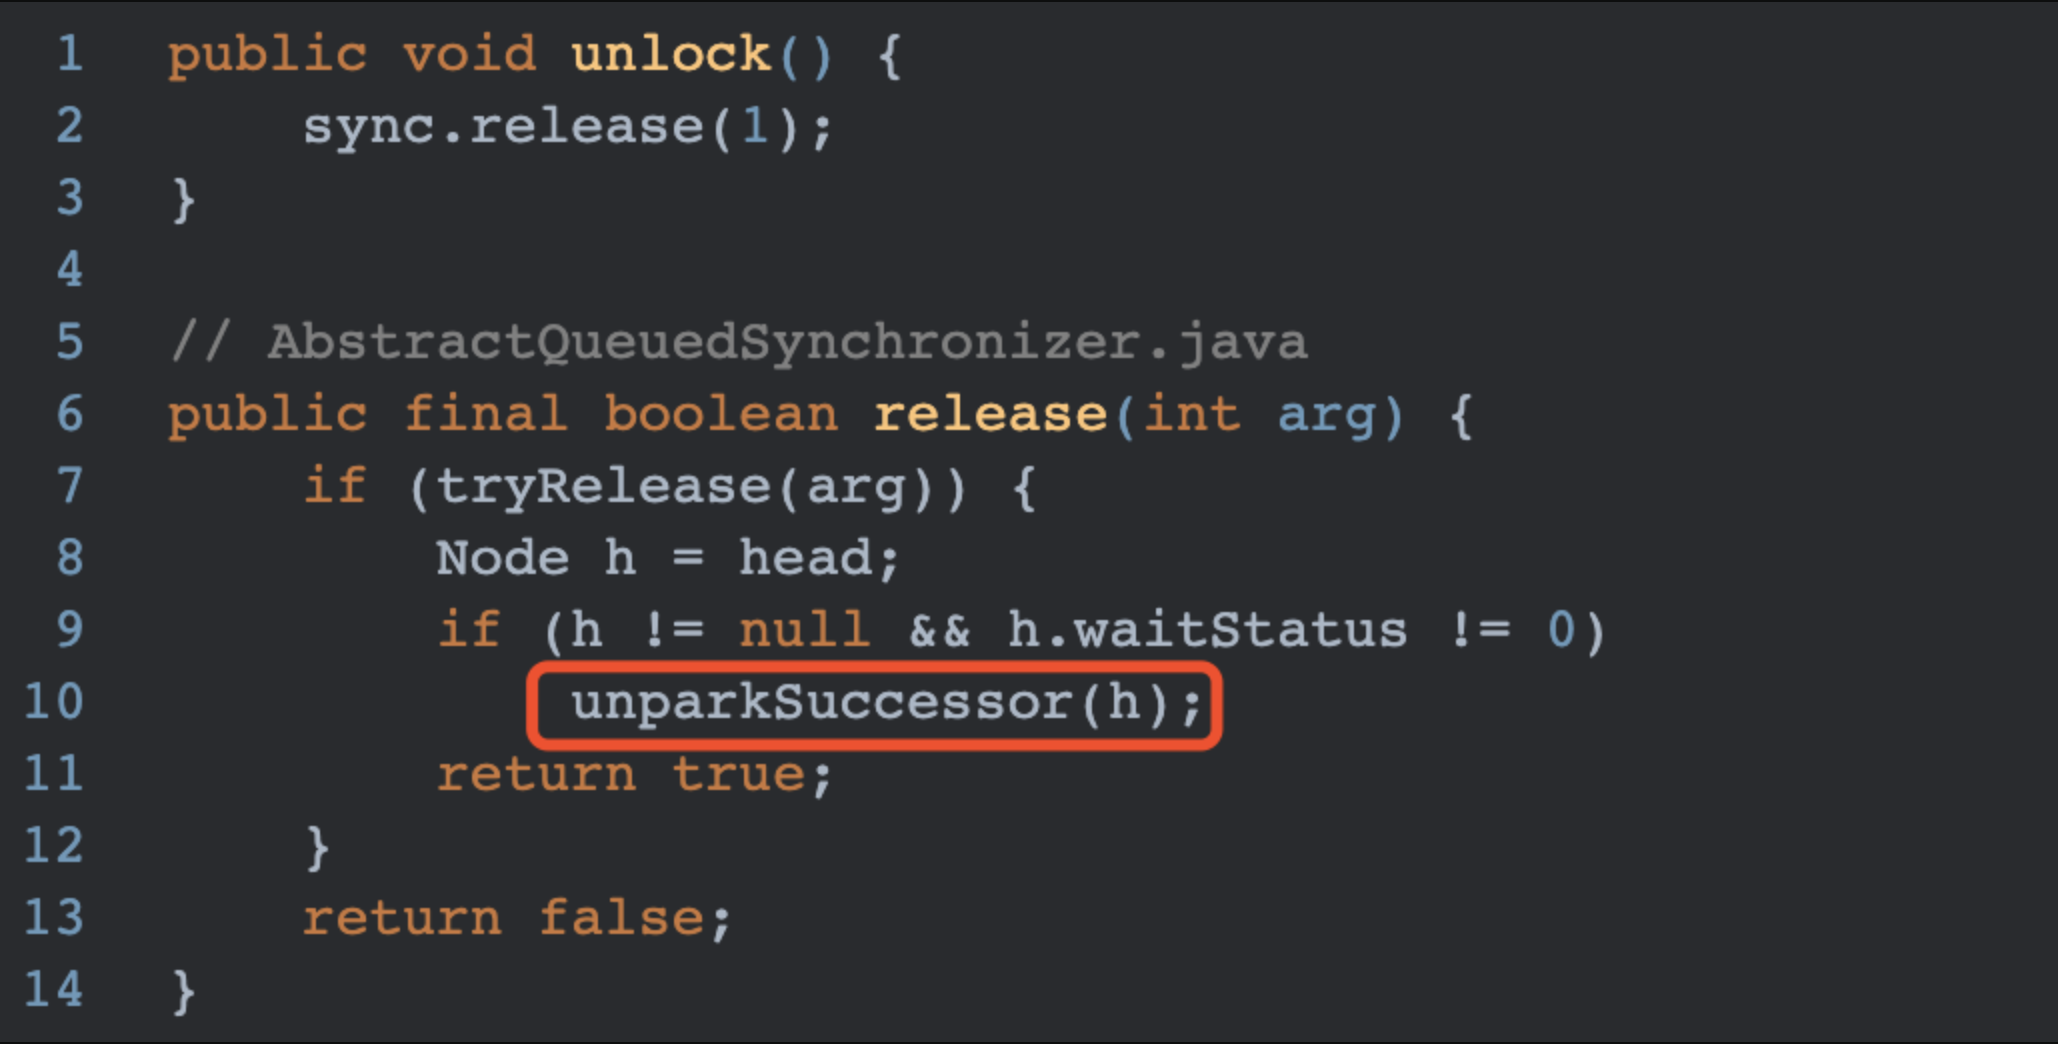 1 public void unlock() {
2     sync.release(1);
3 }
4
5 // AbstractQueuedSynchronizer.java
6 public final boolean release(int arg) {
7     if (tryRelease(arg)) {
8         Node h = head;
9         if (h != null && h.waitStatus != 0)
10             unparkSuccessor(h);
11         return true;
12     }
13     return false;
14 }